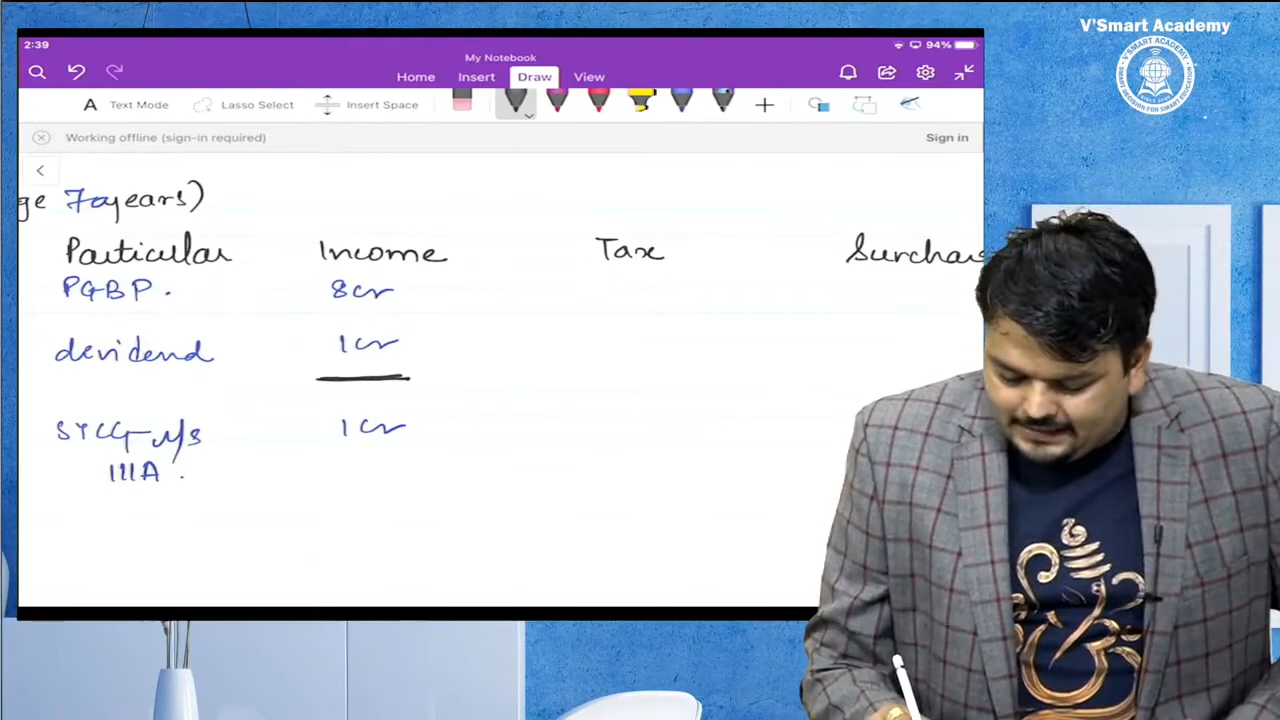 V'Smart Academy
2:39
94%
My Notebook
Home Insert Draw View
A Text Mode Lasso Select Insert Space
Working offline (sign-in required) Sign in
ge 70years)
Particular Income Tax Surchar
PGBP. 8cr
devidend 1cr
STCG u/s 1cr
111A.